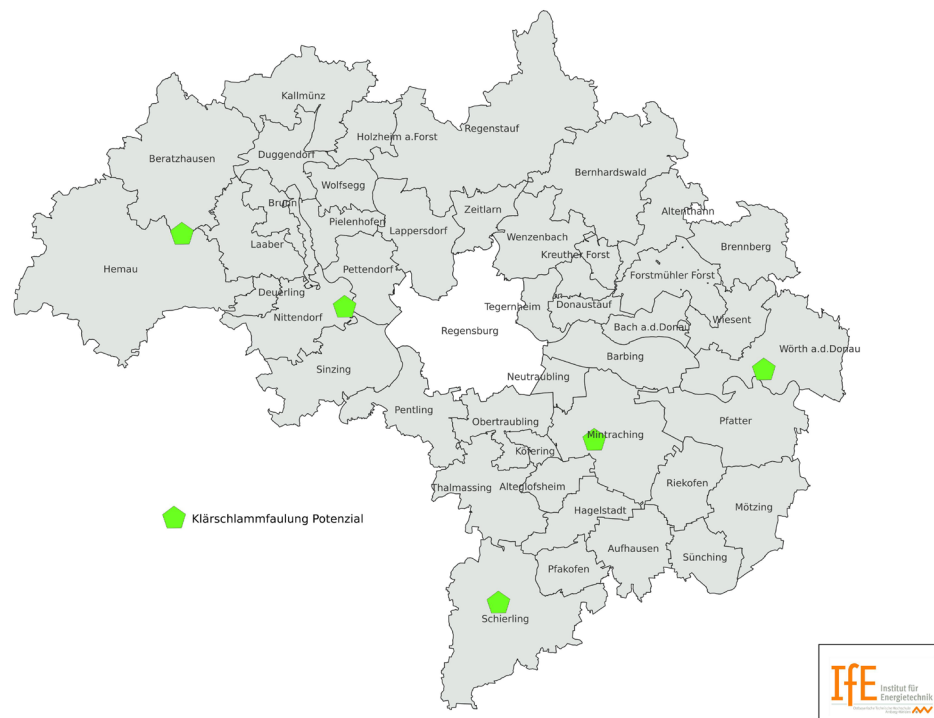 Kallmünz
Regenstauf
Holzheim a.Forst
Duggendorf
Beratzhausen
Bernhardswald
Wolfsegg
Brunn
Zeitlarn
Altenthann
Pielenhofen
Lappersdorf
Wenzenbach
Laaber
Brennberg
Kreuther Forst
Hemau
Pettendorf
Forstmühler Forst
Deuerling
Tegernheim
Donaustauf
Nittendorf
Wiesent
Bach a.d.Donau
Regensburg
Wörth a.d.Donau
Barbing
Sinzing
Neutraubling
Pentling
Obertraubling
Pfatter
Mintraching
Köfering
Riekofen
Thalmassing
Alteglofsheim
Mötzing
Hagelstadt
Klärschlammfaulung Potenzial
Aufhausen
Sünching
Pfakofen
Schierling
IfE
Institut für
Energietechnik